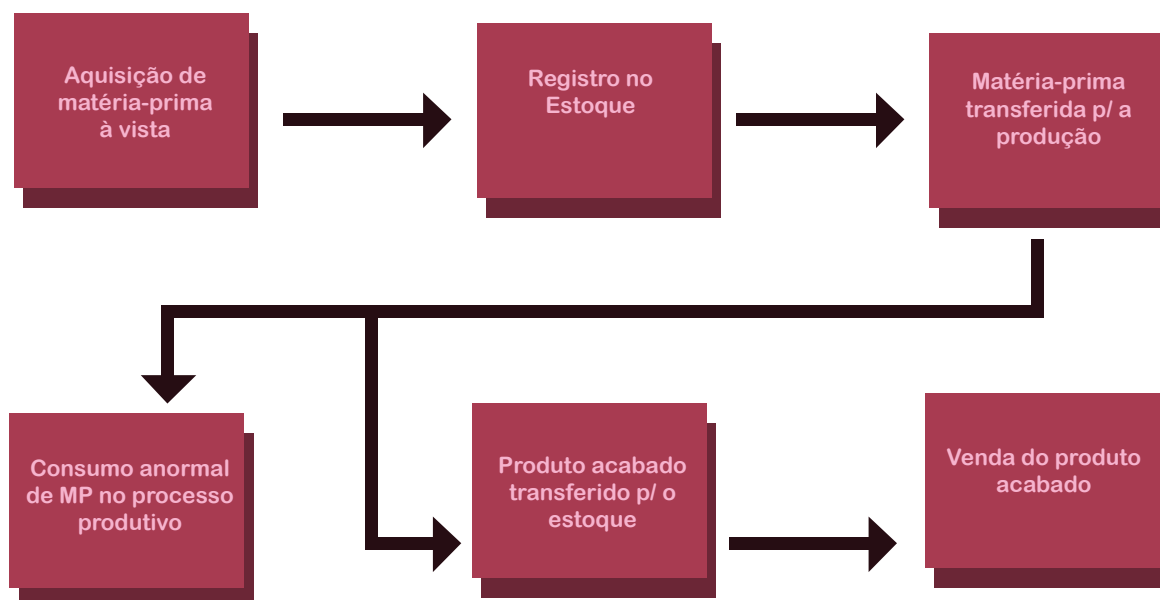 Aquisição de
matéria-prima
à vista
Registro no
Estoque
Matéria-prima
transferida p/ a
produção
Consumo anormal
de MP no processo
produtivo
Produto acabado
transferido p/ o
estoque
Venda do produto
acabado